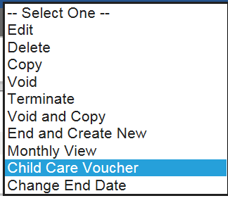 -- Select One --
Edit
Delete
Copy
Void
Terminate
Void and Copy
End and Create New
Monthly View
Child Care Voucher
Change End Date